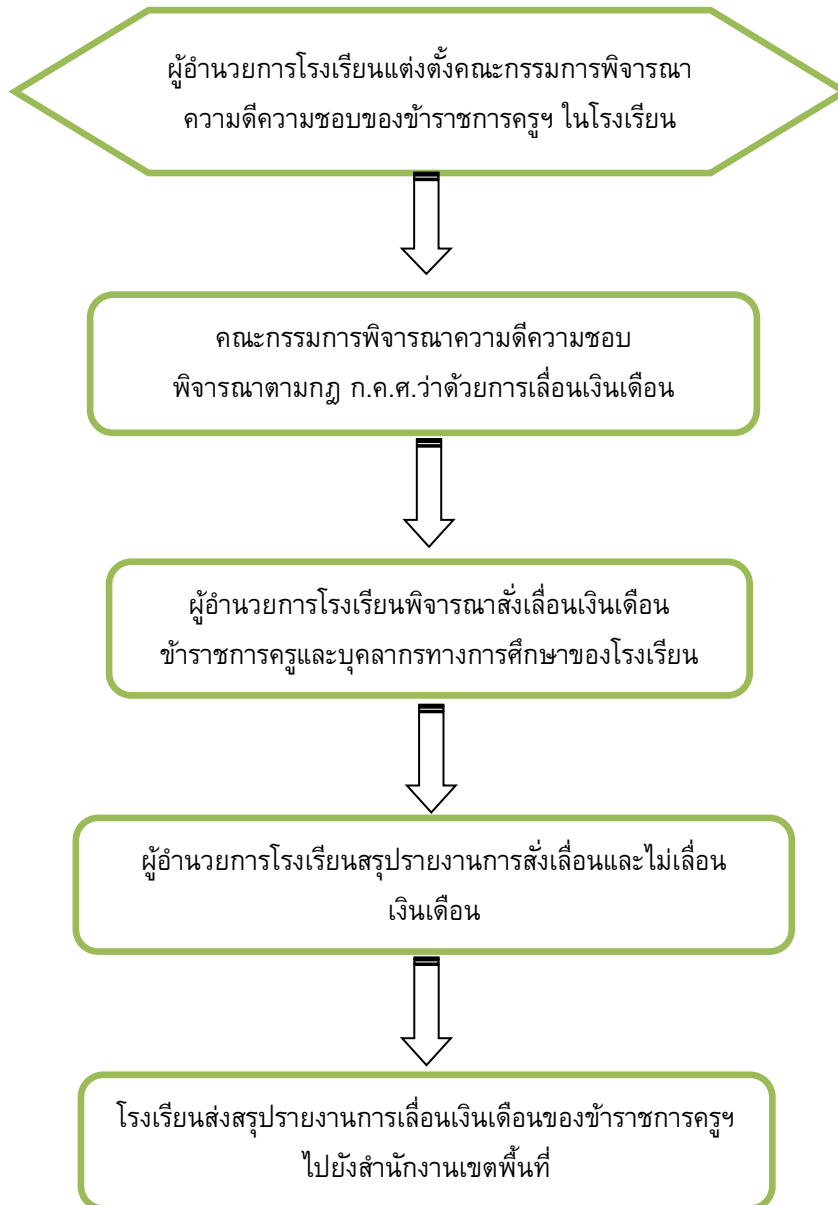 ผู้อำนวยการโรงเรียนแต่งตั้งคณะกรรมการพิจารณา
ความดีความชอบของข้าราชการครูฯ ในโรงเรียน
คณะกรรมการพิจารณาความดีความชอบ
พิจารณาตามกฎ ก.ค.ศ.ว่าด้วยการเลื่อนเงินเดือน
ผู้อำนวยการโรงเรียนพิจารณาสั่งเลื่อนเงินเดือน
ข้าราชการครูและบุคลากรทางการศึกษาของโรงเรียน
ผู้อำนวยการโรงเรียนสรุปรายงานการสั่งเลื่อนและไม่เลื่อน
เงินเดือน
โรงเรียนส่งสรุปรายงานการเลื่อนเงินเดือนของข้าราชการครูฯ
ไปยังสำนักงานเขตพื้นที่